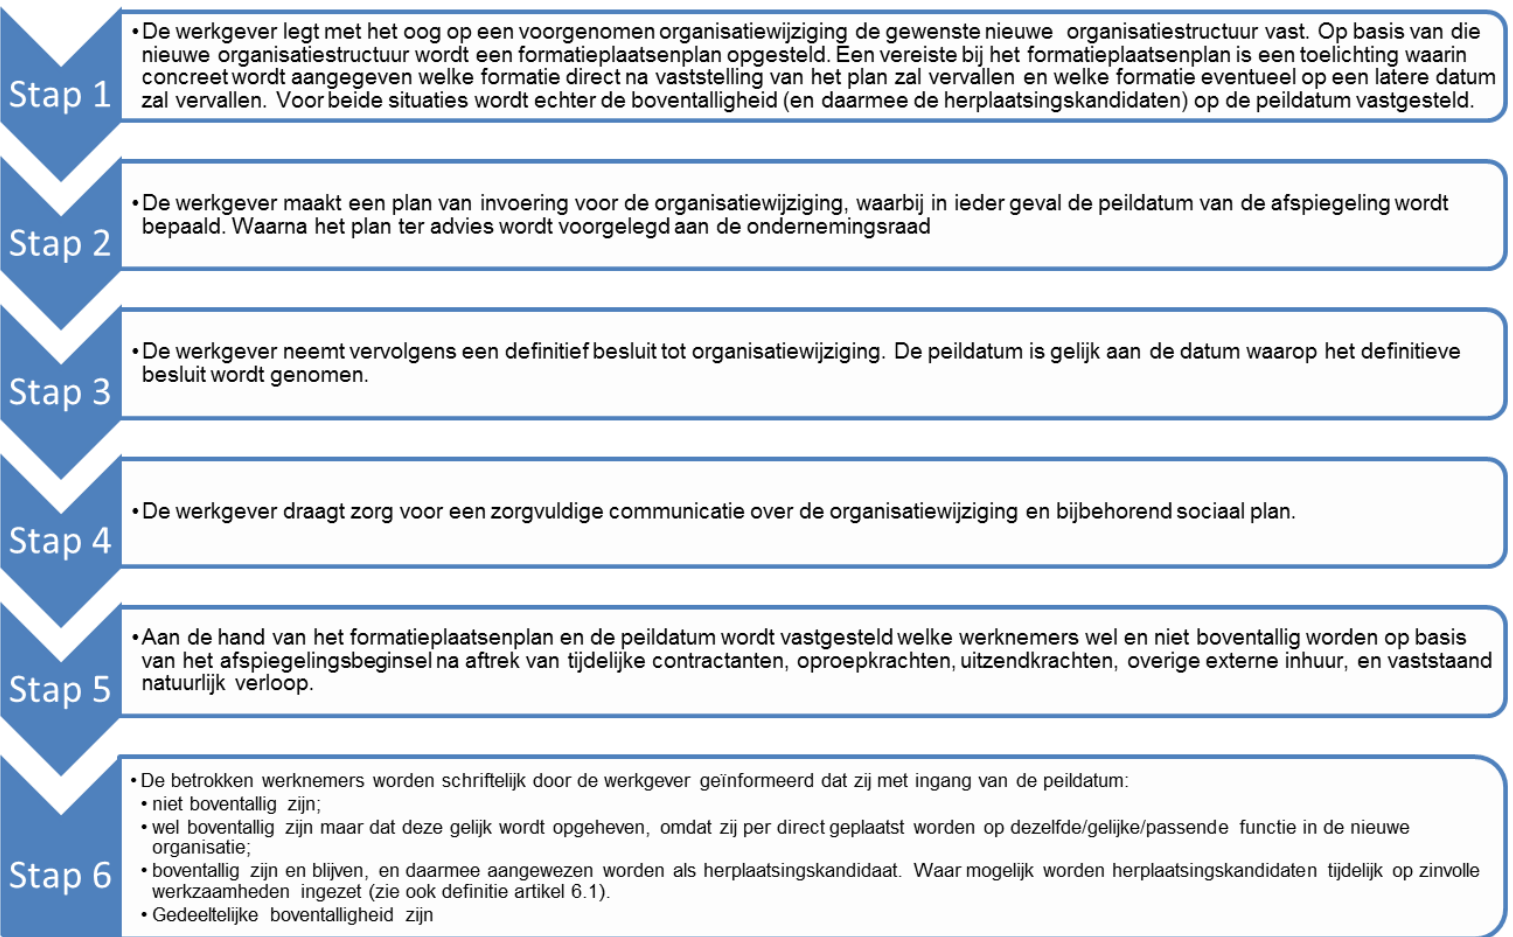 Stap 1
• De werkgever legt met het oog op een voorgenomen organisatiewijziging de gewenste nieuwe organisatiestructuur vast. Op basis van die
nieuwe organisatiestructuur wordt een formatieplaatsenplan opgesteld. Een vereiste bij het formatieplaatsenplan is een toelichting waarin
concreet wordt aangegeven welke formatie direct na vaststelling van het plan zal vervallen en welke formatie eventueel op een latere datum
zal vervallen. Voor beide situaties wordt echter de boventalligheid (en daarmee de herplaatsingskandidaten) op de peildatum vastgesteld.
Stap 2
• De werkgever maakt een plan van invoering voor de organisatiewijziging, waarbij in ieder geval de peildatum van de afspiegeling wordt
bepaald. Waarna het plan ter advies wordt voorgelegd aan de ondernemingsraad
Stap 3
• De werkgever neemt vervolgens een definitief besluit tot organisatiewijziging. De peildatum is gelijk aan de datum waarop het definitieve
besluit wordt genomen.
Stap 4
• De werkgever draagt zorg voor een zorgvuldige communicatie over de organisatiewijziging en bijbehorend sociaal plan.
Stap 5
• Aan de hand van het formatieplaatsenplan en de peildatum wordt vastgesteld welke werknemers wel en niet boventallig worden op basis
van het afspiegelingsbeginsel na aftrek van tijdelijke contractanten, oproepkrachten, uitzendkrachten, overige externe inhuur, en vaststaand
natuurlijk verloop.
Stap 6
• De betrokken werknemers worden schriftelijk door de werkgever geïnformeerd dat zij met ingang van de peildatum:
• niet boventallig zijn;
• wel boventallig zijn maar dat deze gelijk wordt opgeheven, omdat zij per direct geplaatst worden op dezelfde/gelijke/passende functie in de nieuwe
organisatie;
• boventallig zijn en blijven, en daarmee aangewezen worden als herplaatsingskandidaat. Waar mogelijk worden herplaatsingskandidaten tijdelijk op zinvolle
werkzaamheden ingezet (zie ook definitie artikel 6.1).
• Gedeeltelijke boventalligheid zijn